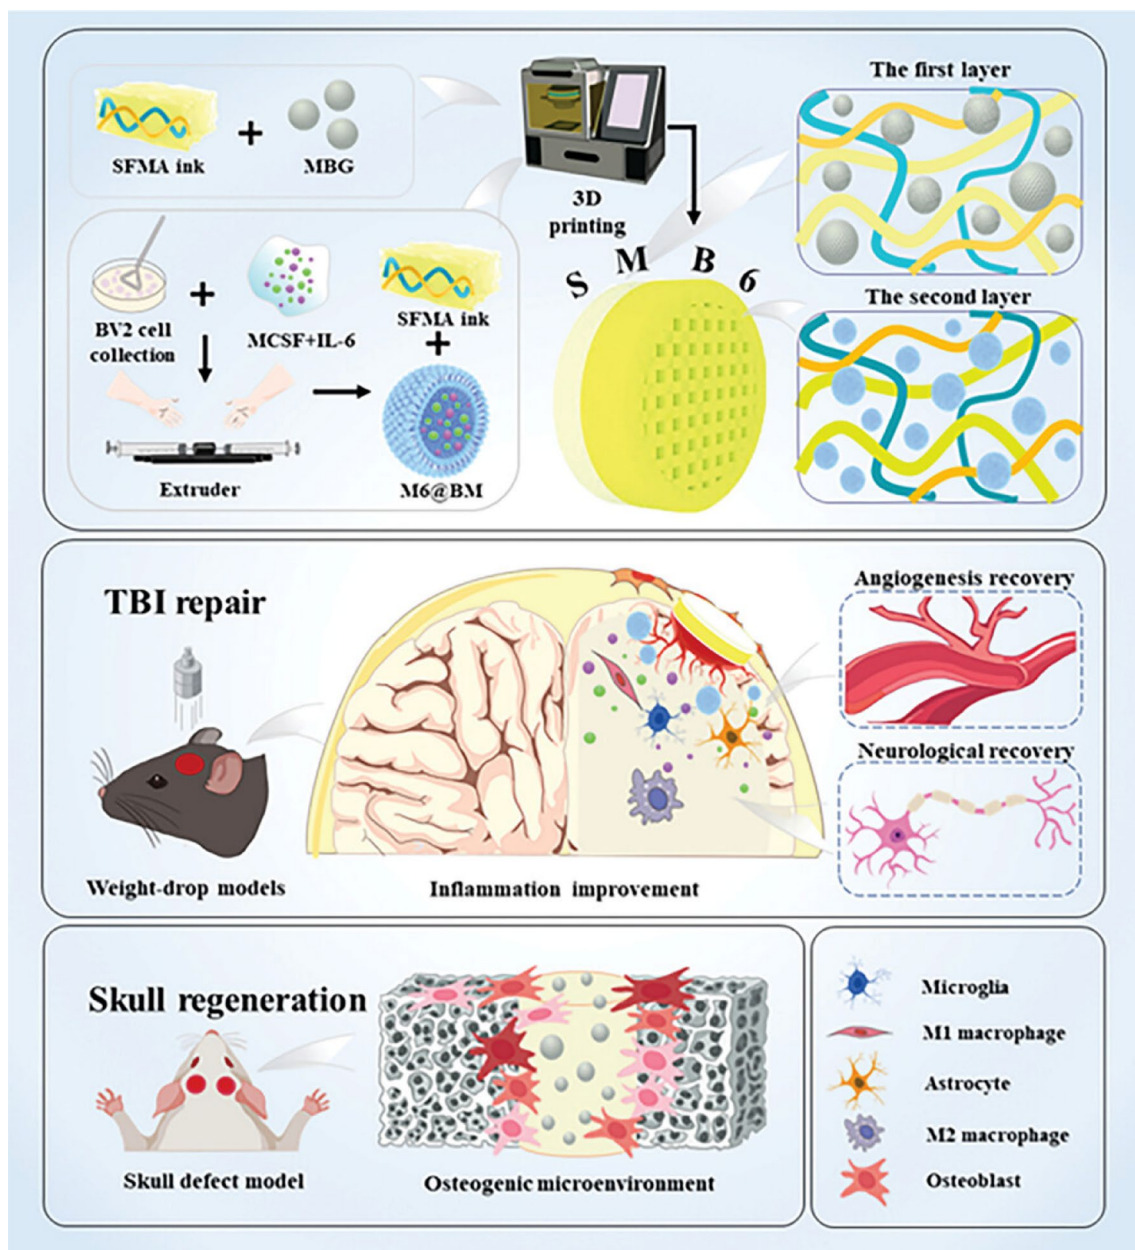 The first layer
SFMA ink
+
MBG
3D
printing
S M B 6
BV2 cell
collection
+
MCSF+IL-6
SFMA ink
+
Extruder
M6@BM
The second layer
TBI repair
Angiogenesis recovery
Neurological recovery
Weight-drop models
Inflammation improvement
Skull regeneration
Skull defect model
Osteogenic microenvironment
Microglia
M1 macrophage
Astrocyte
M2 macrophage
Osteoblast